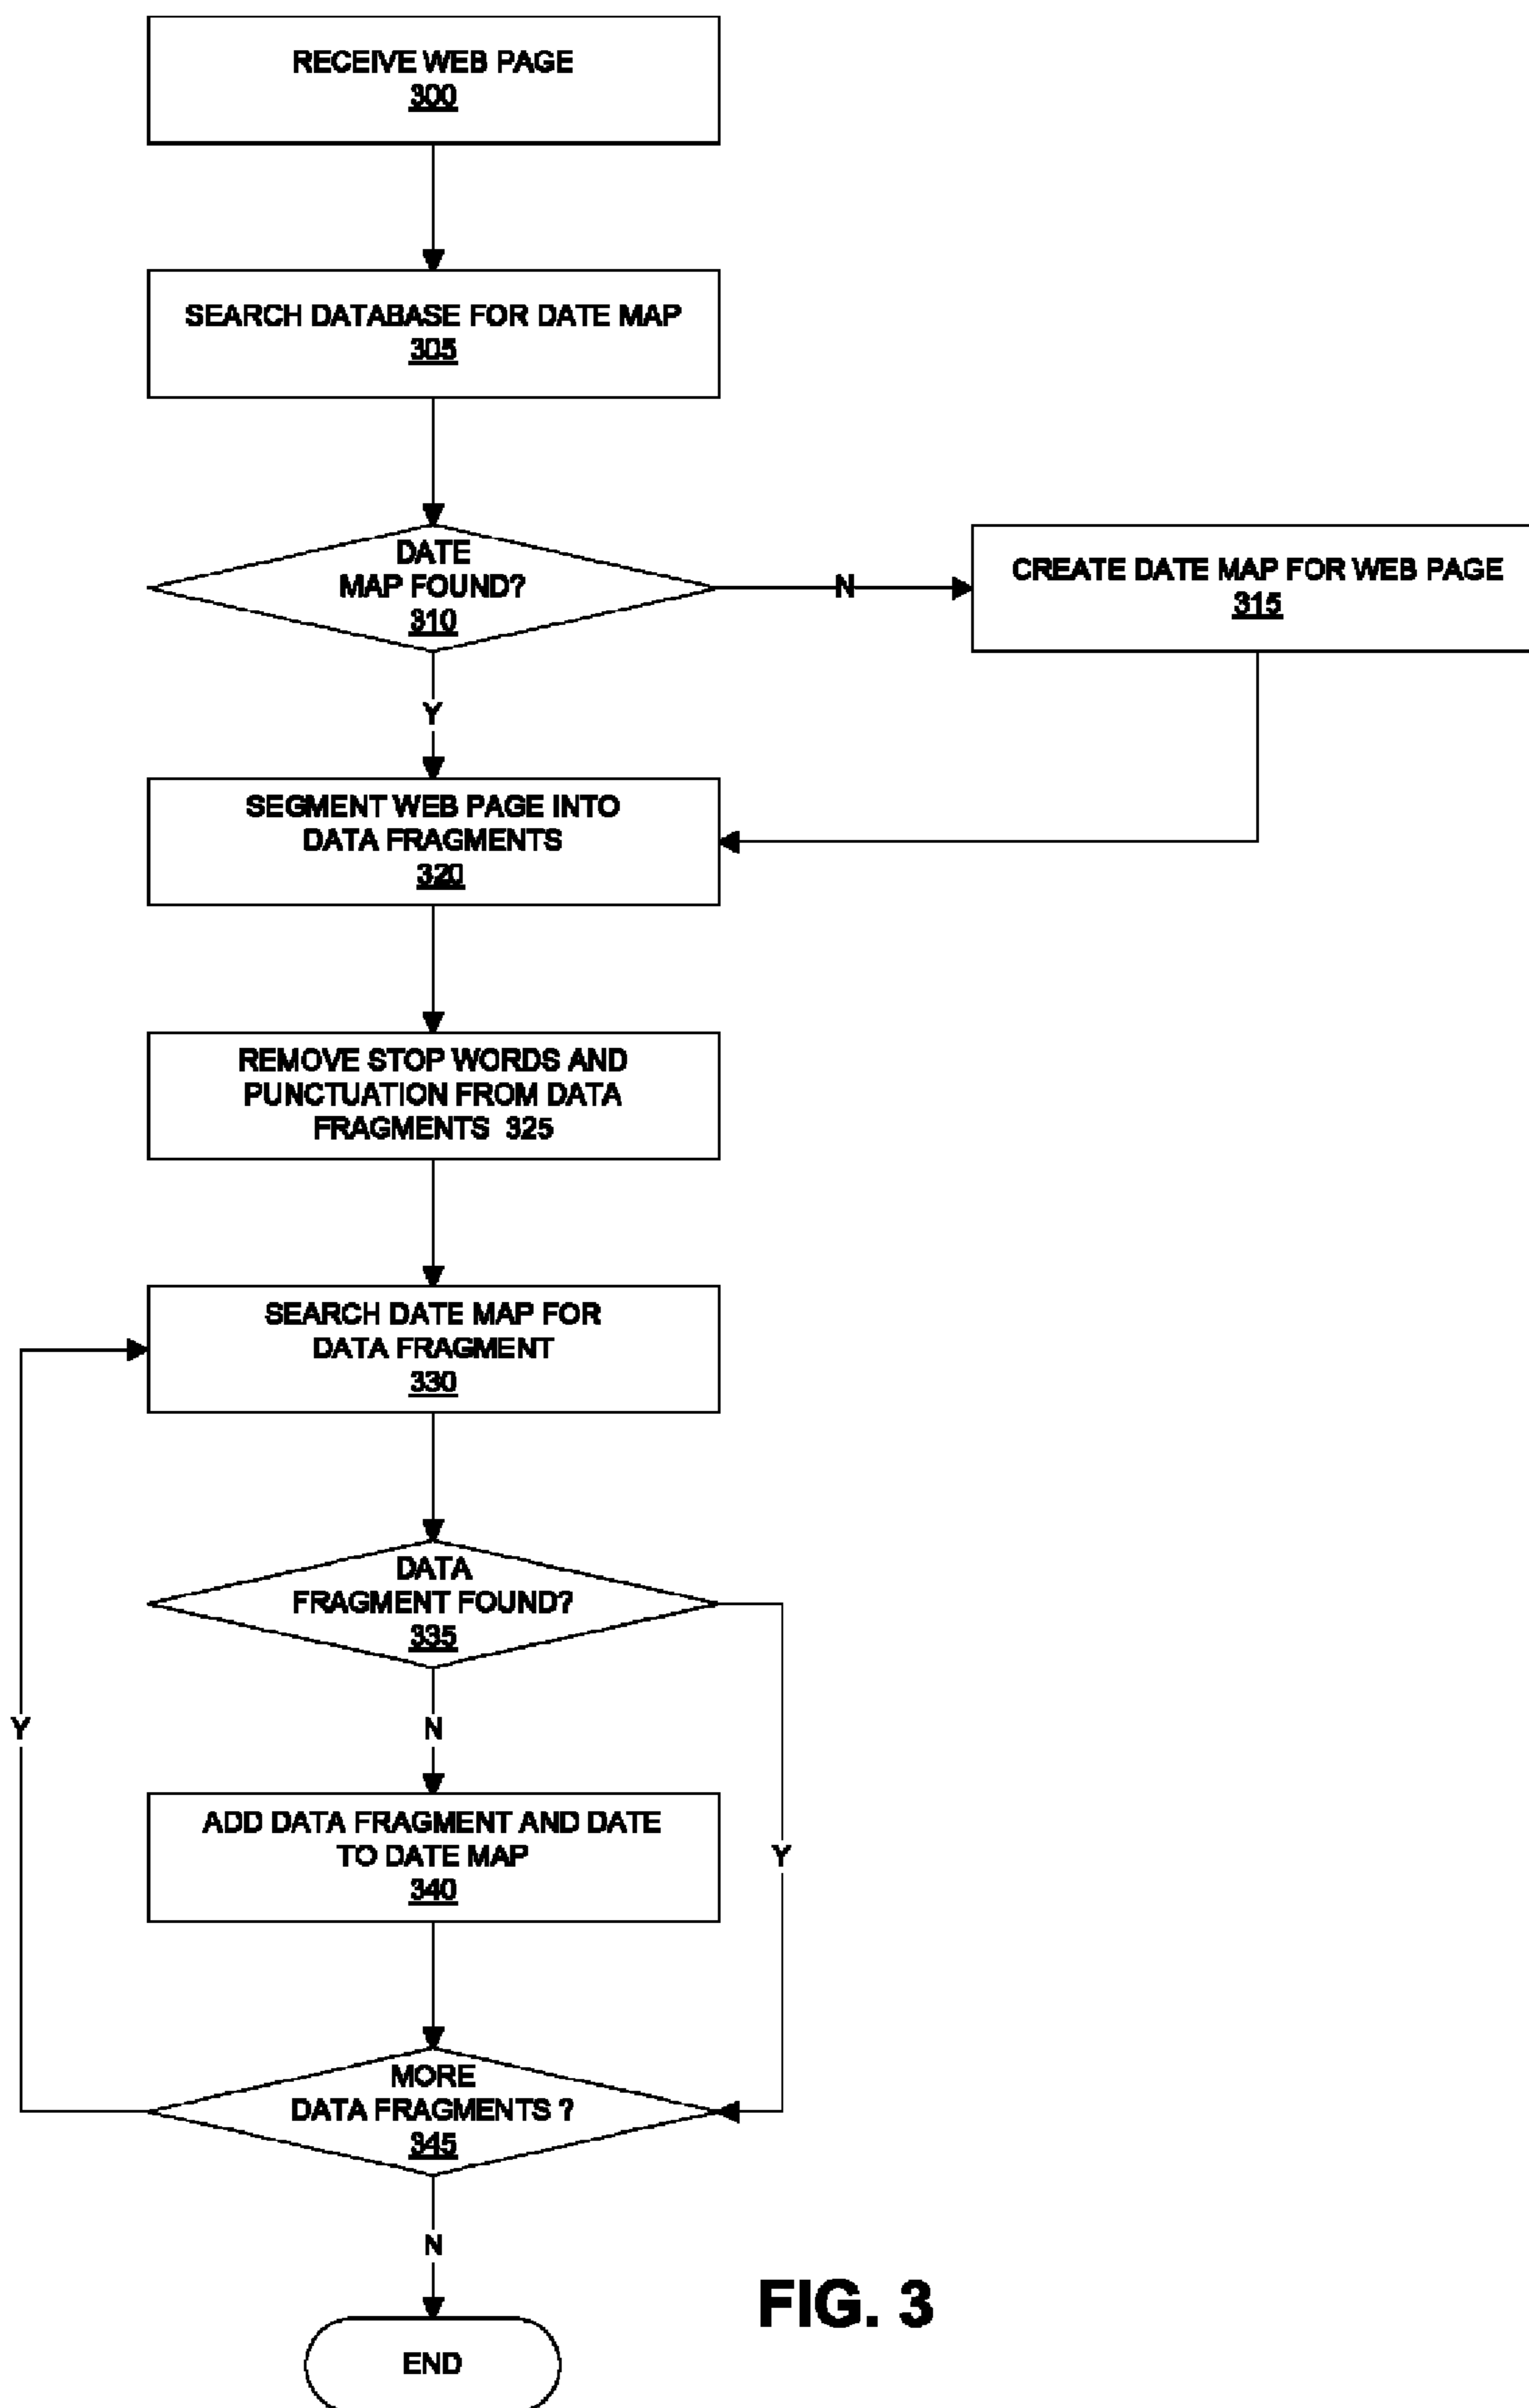 RECEIVE WEB PAGE
300
SEARCH DATABASE FOR DATE MAP
305
DATE
MAP FOUND?
310
N
CREATE DATE MAP FOR WEB PAGE
315
Y
SEGMENT WEB PAGE INTO
DATA FRAGMENTS
320
REMOVE STOP WORDS AND
PUNCTUATION FROM DATA
FRAGMENTS 325
SEARCH DATE MAP FOR
DATA FRAGMENT
330
DATA
FRAGMENT FOUND?
335
Y
N
ADD DATA FRAGMENT AND DATE
TO DATE MAP
340
Y
MORE
DATA FRAGMENTS ?
345
N
FIG. 3
END